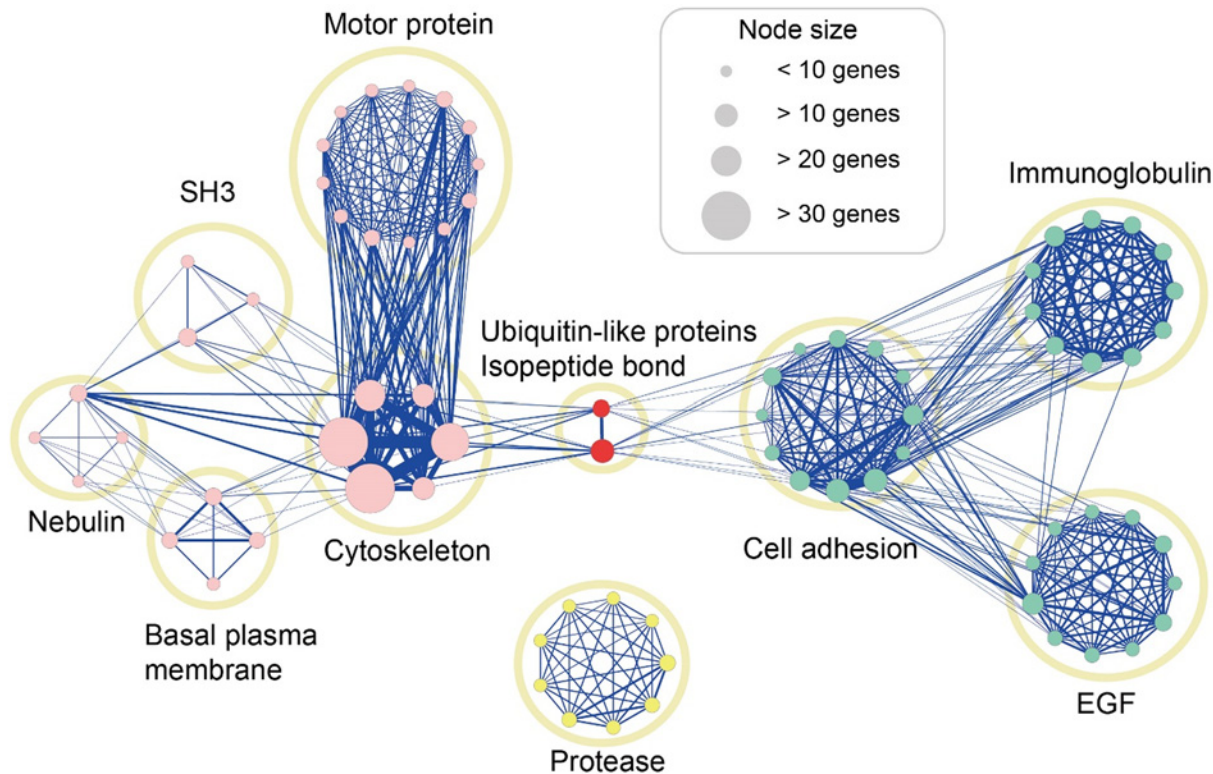 Motor protein
Node size
< 10 genes
> 10 genes
> 20 genes
> 30 genes
SH3
Immunoglobulin
Ubiquitin-like proteins
Isopeptide bond
Nebulin
Cytoskeleton
Cell adhesion
Basal plasma
membrane
EGF
Protease